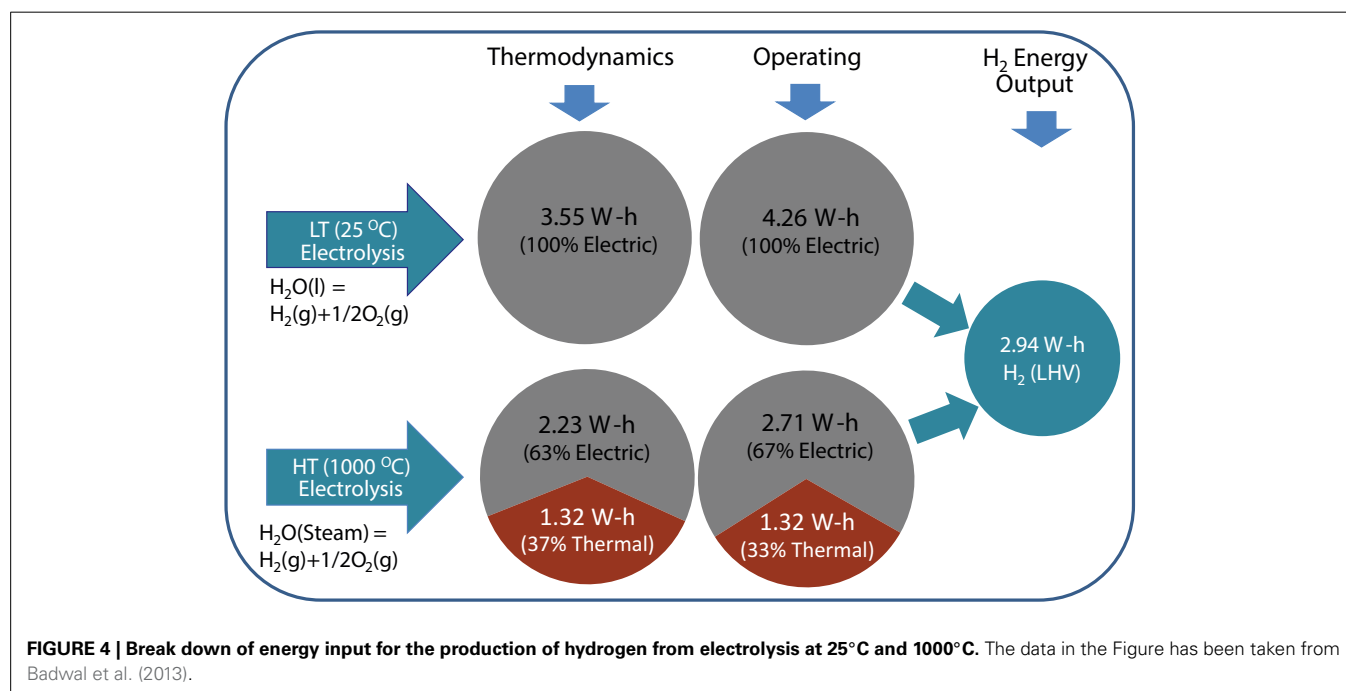 Thermodynamics
Operating
H₂ Energy
Output
LT (25 ⁰C)
Electrolysis
H₂O(l) =
H₂(g)+1/2O₂(g)
3.55 W-h
(100% Electric)
4.26 W-h
(100% Electric)
2.94 W-h
H₂ (LHV)
HT (1000 ⁰C)
Electrolysis
H₂O(Steam) =
H₂(g)+1/2O₂(g)
2.23 W-h
(63% Electric)
1.32 W-h
(37% Thermal)
2.71 W-h
(67% Electric)
1.32 W-h
(33% Thermal)
FIGURE 4 | Break down of energy input for the production of hydrogen from electrolysis at 25°C and 1000°C. The data in the Figure has been taken from
Badwal et al. (2013).